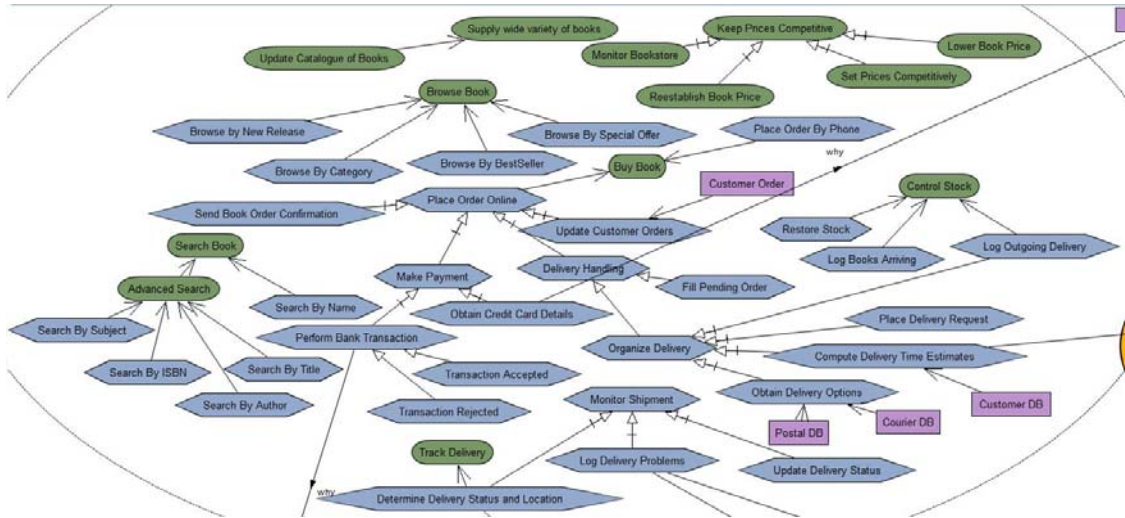 Supply wide variety of books
Keep Prices Competitive
Update Catalogue of Books
Monitor Bookstore
Lower Book Price
Set Prices Competitively
Reestablish Book Price
Browse Book
Browse by New Release
Browse By Special Offer
Place Order By Phone
Browse By Category
Browse By BestSeller
Buy Book
why
Customer Order
Control Stock
Place Order Online
Send Book Order Confirmation
Update Customer Orders
Restore Stock
Log Outgoing Delivery
Log Books Arriving
Search Book
Advanced Search
Make Payment
Delivery Handling
Fill Pending Order
Search By Name
Obtain Credit Card Details
Search By Subject
Perform Bank Transaction
Organize Delivery
Place Delivery Request
Compute Delivery Time Estimates
Search By ISBN
Search By Title
Transaction Accepted
Search By Author
Transaction Rejected
Monitor Shipment
Obtain Delivery Options
Customer DB
Courier DB
Postal DB
Track Delivery
Log Delivery Problems
Update Delivery Status
why
Determine Delivery Status and Location